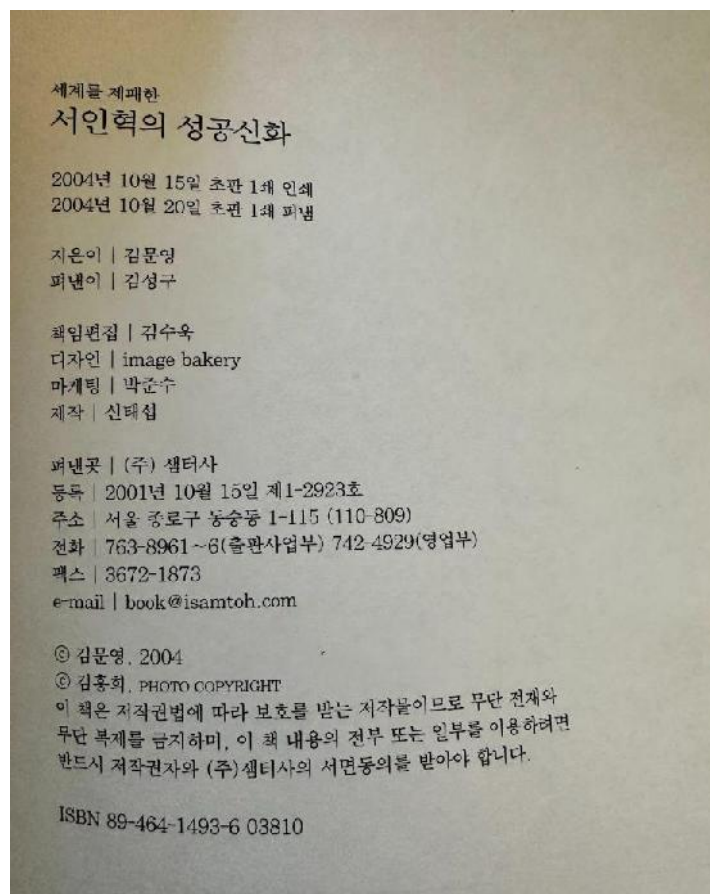 세계를 제패한
서인혁의 성공신화
2004년 10월 15일 초판 1쇄 인쇄
2004년 10월 20일 초판 1쇄 펴냄
지은이 | 김문영
펴낸이 | 김성구
책임편집 | 김수욱
디자인 | image bakery
마케팅 | 박준수
제작 | 신태섭
펴낸곳 | (주) 샘터사
등록 | 2001년 10월 15일 제1-2923호
주소 | 서울 종로구 동숭동 1-115 (110-809)
전화 | 763-8961~6(출판사업부) 742-4929(영업부)
팩스 | 3672-1873
e-mail | book@isamtoh.com
ⓒ 김문영, 2004
ⓒ 김홍희, PHOTO COPYRIGHT
이 책은 저작권법에 따라 보호를 받는 저작물이므로 무단 전재와
무단 복제를 금지하며, 이 책 내용의 전부 또는 일부를 이용하려면
반드시 저작권자와 (주)샘터사의 서면동의를 받아야 합니다.
ISBN 89-464-1493-6 03810